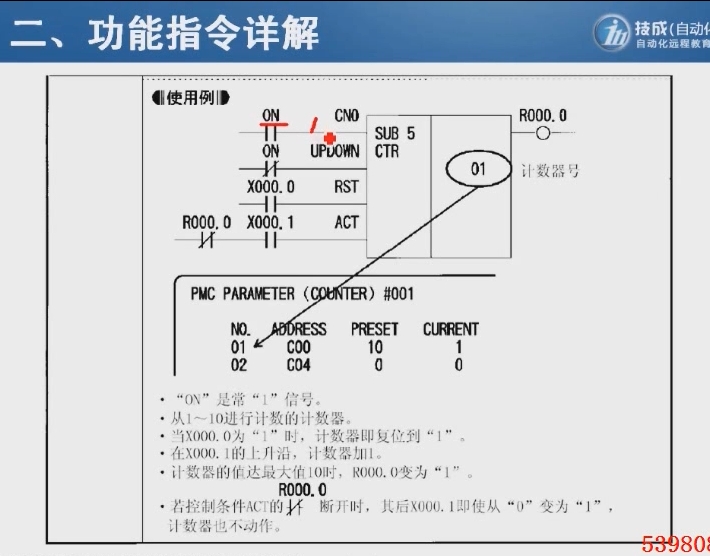 二、功能指令详解
技成(自动化
自动化远程教育
使用例
ON CNO
R000.0
SUB 5
CTR
ON UPDOWN
01
计数器号
X000.0 RST
R000.0 X000.1 ACT
PMC PARAMETER (COUNTER) #001
NO. ADDRESS PRESET CURRENT
01 C00 10 1
02 C04 0 0
·“ON”是常“1”信号。
·从1～10进行计数的计数器。
·当X000.0为“1”时，计数器即复位到“1”。
·在X000.1的上升沿，计数器加1。
·计数器的值达最大值10时，R000.0变为“1”。
R000.0
·若控制条件ACT的 断开时，其后X000.1即使从“0”变为“1”，
计数器也不动作。
539808